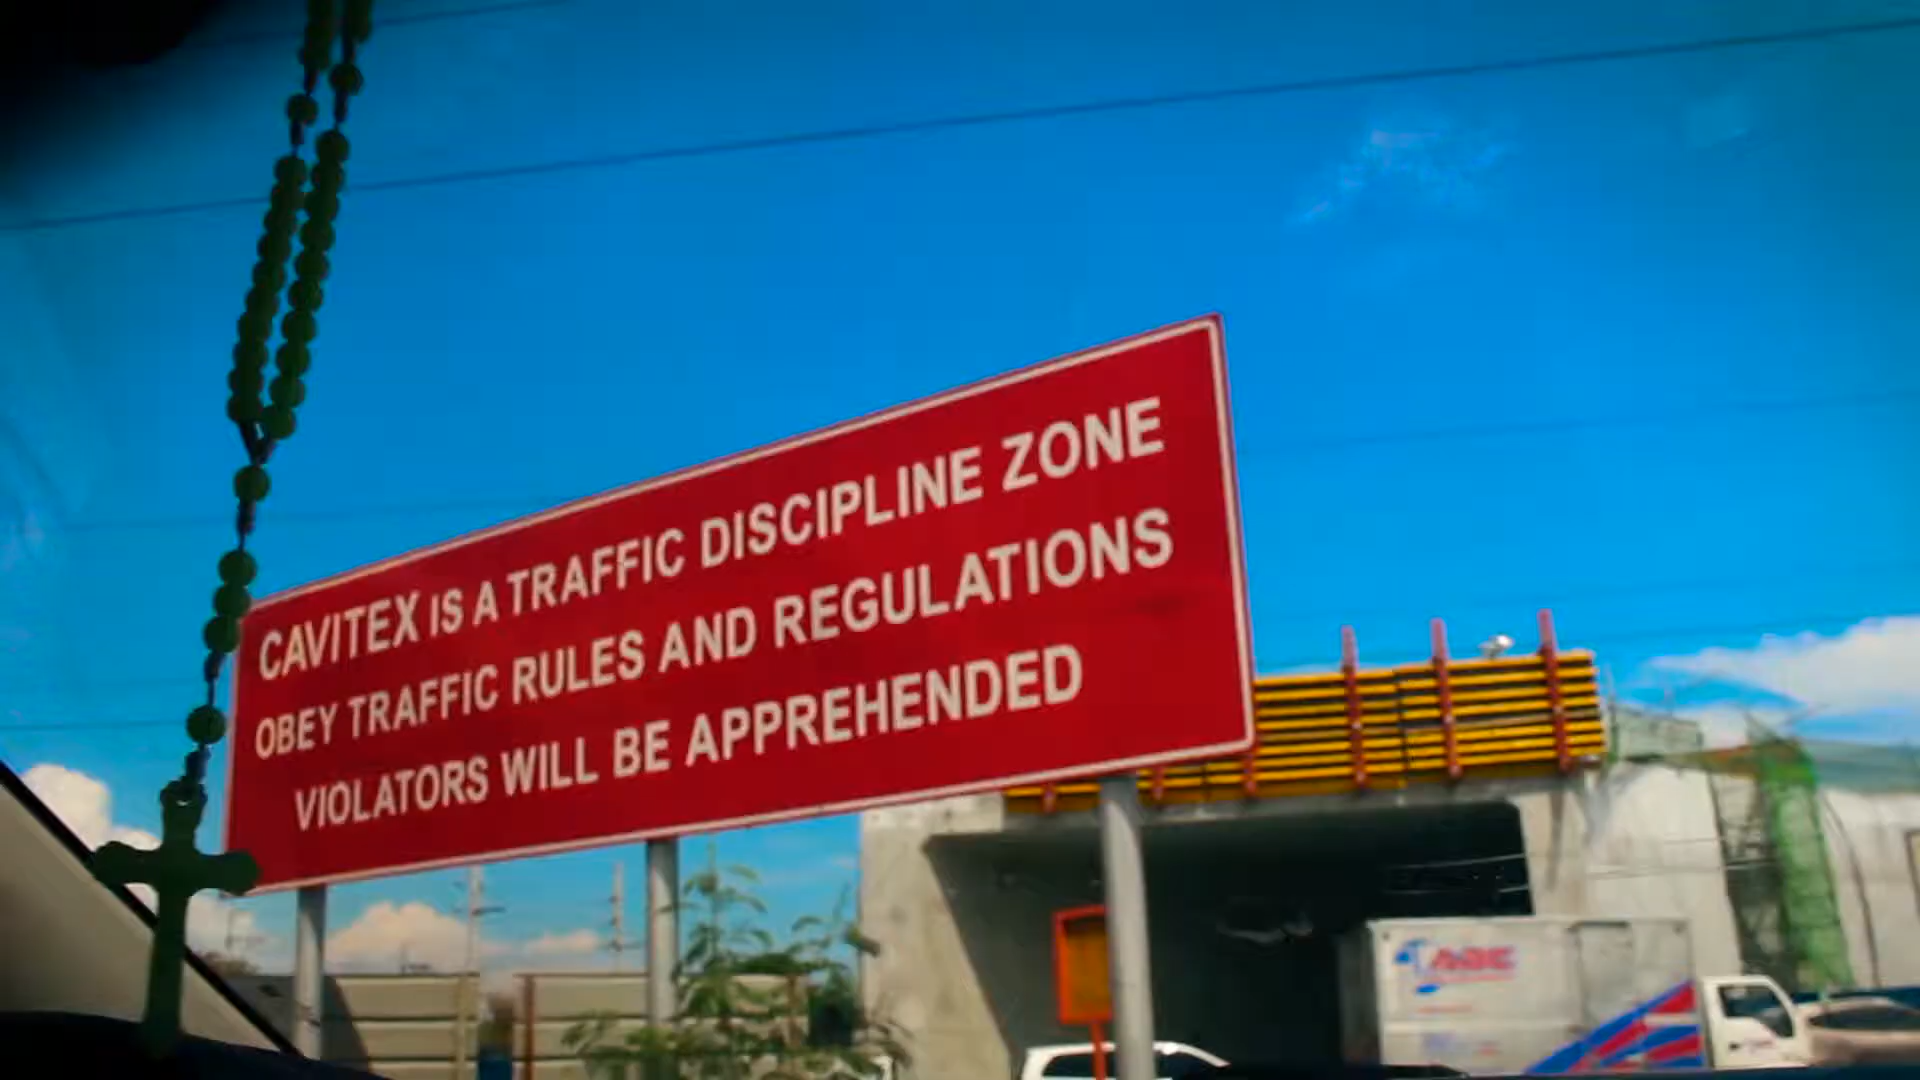 CAVITEX IS A TRAFFIC DISCIPLINE ZONE
OBEY TRAFFIC RULES AND REGULATIONS
VIOLATORS WILL BE APPREHENDED